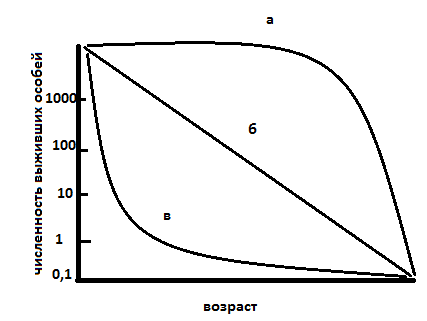 а
численность выживших особей
1000
100
б
10
в
1
0,1
возраст